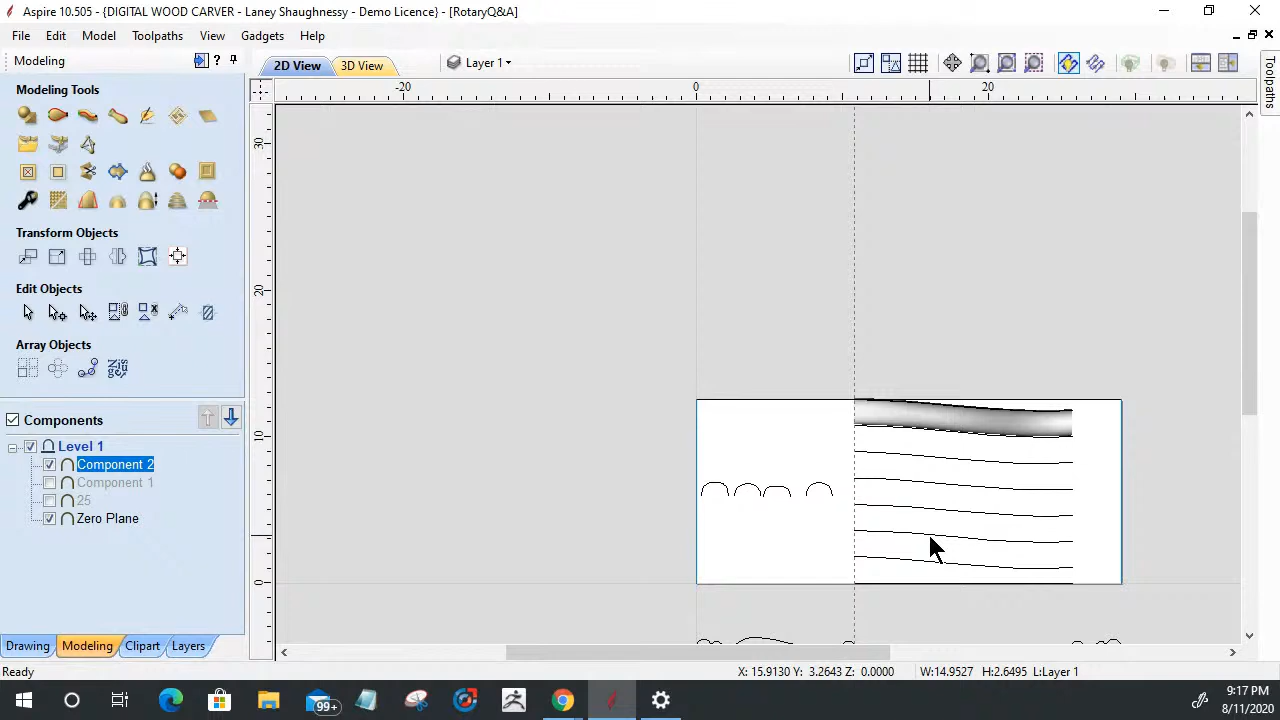 Aspire 10.505 - {DIGITAL WOOD CARVER - Laney Shaughnessy - Demo Licence} - [RotaryQ&A]
File Edit Model Toolpaths View Gadgets Help
Modeling
2D View
3D View
Layer 1
Toolpaths
-20
0
20
Modeling Tools
30
Transform Objects
20
Edit Objects
Array Objects
Components
10
Level 1
Component 2
Component 1
25
Zero Plane
0
Drawing
Modeling
Clipart
Layers
Ready
X: 15.9130 Y: 3.2643 Z: 0.0000
W:14.9527 H:2.6495 L:Layer 1
99+
9:17 PM
8/11/2020